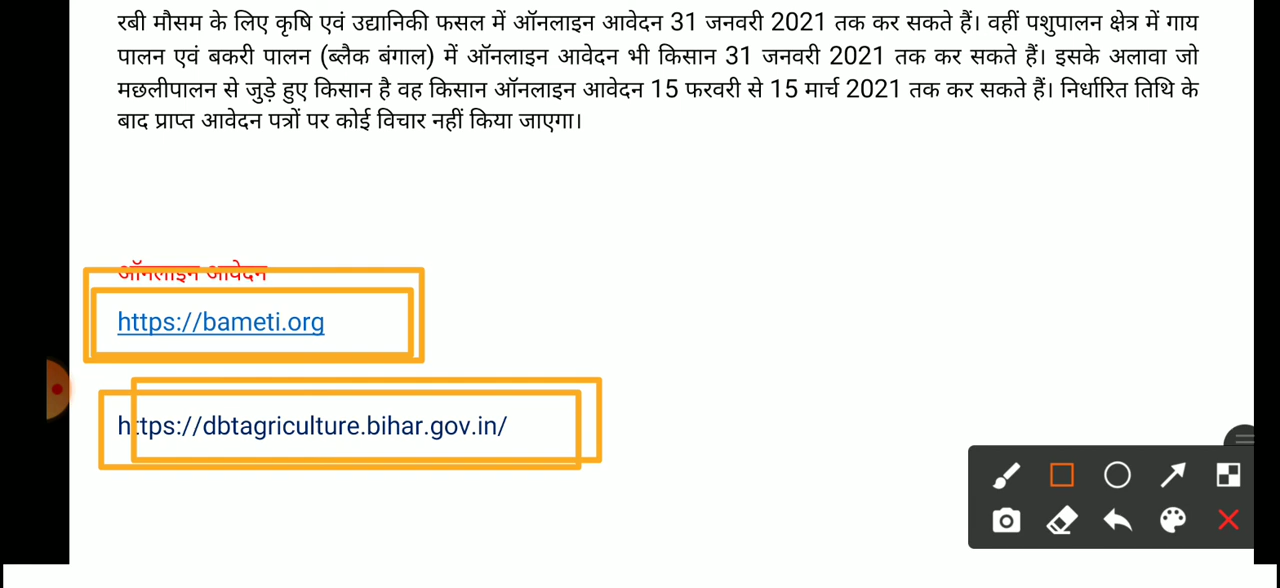 रबी मौसम के लिए कृषि एवं उद्यानिकी फसल में ऑनलाइन आवेदन 31 जनवरी 2021 तक कर सकते हैं। वहीं पशुपालन क्षेत्र में गाय
पालन एवं बकरी पालन (ब्लैक बंगाल) में ऑनलाइन आवेदन भी किसान 31 जनवरी 2021 तक कर सकते हैं। इसके अलावा जो
मछलीपालन से जुड़े हुए किसान है वह किसान ऑनलाइन आवेदन 15 फरवरी से 15 मार्च 2021 तक कर सकते हैं। निर्धारित तिथि के
बाद प्राप्त आवेदन पत्रों पर कोई विचार नहीं किया जाएगा।
ऑनलाइन आवेदन
https://bameti.org
https://dbtagriculture.bihar.gov.in/